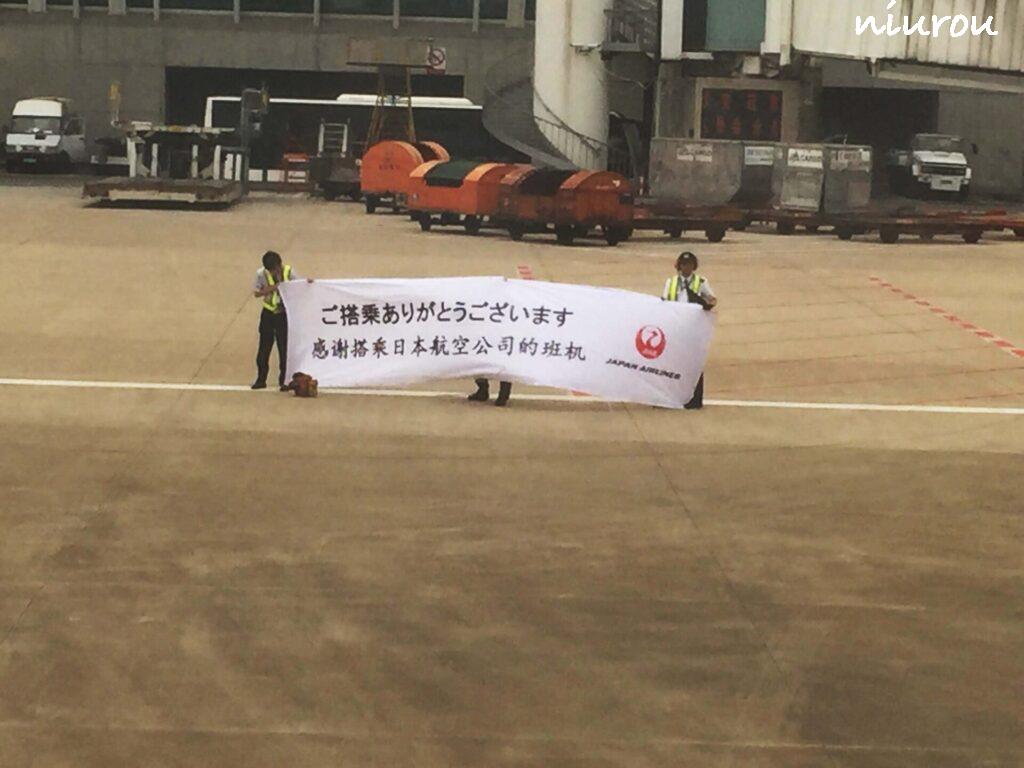 niurou
ご搭乗ありがとうございます
感谢搭乘日本航空公司的班机
JAPAN AIRLINES